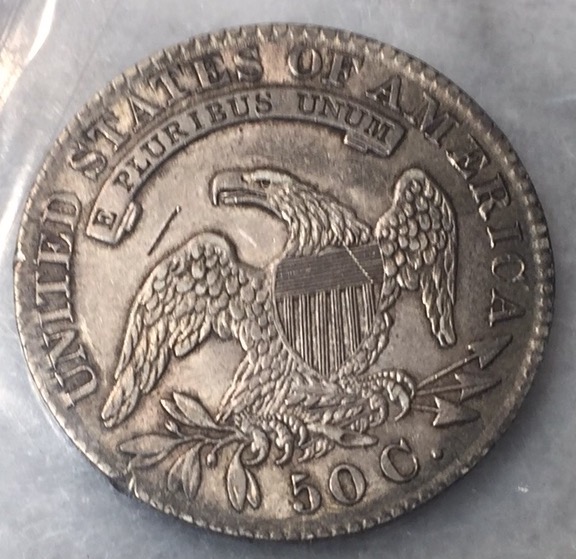 UNITED STATES OF AMERICA
E PLURIBUS UNUM
50 C.